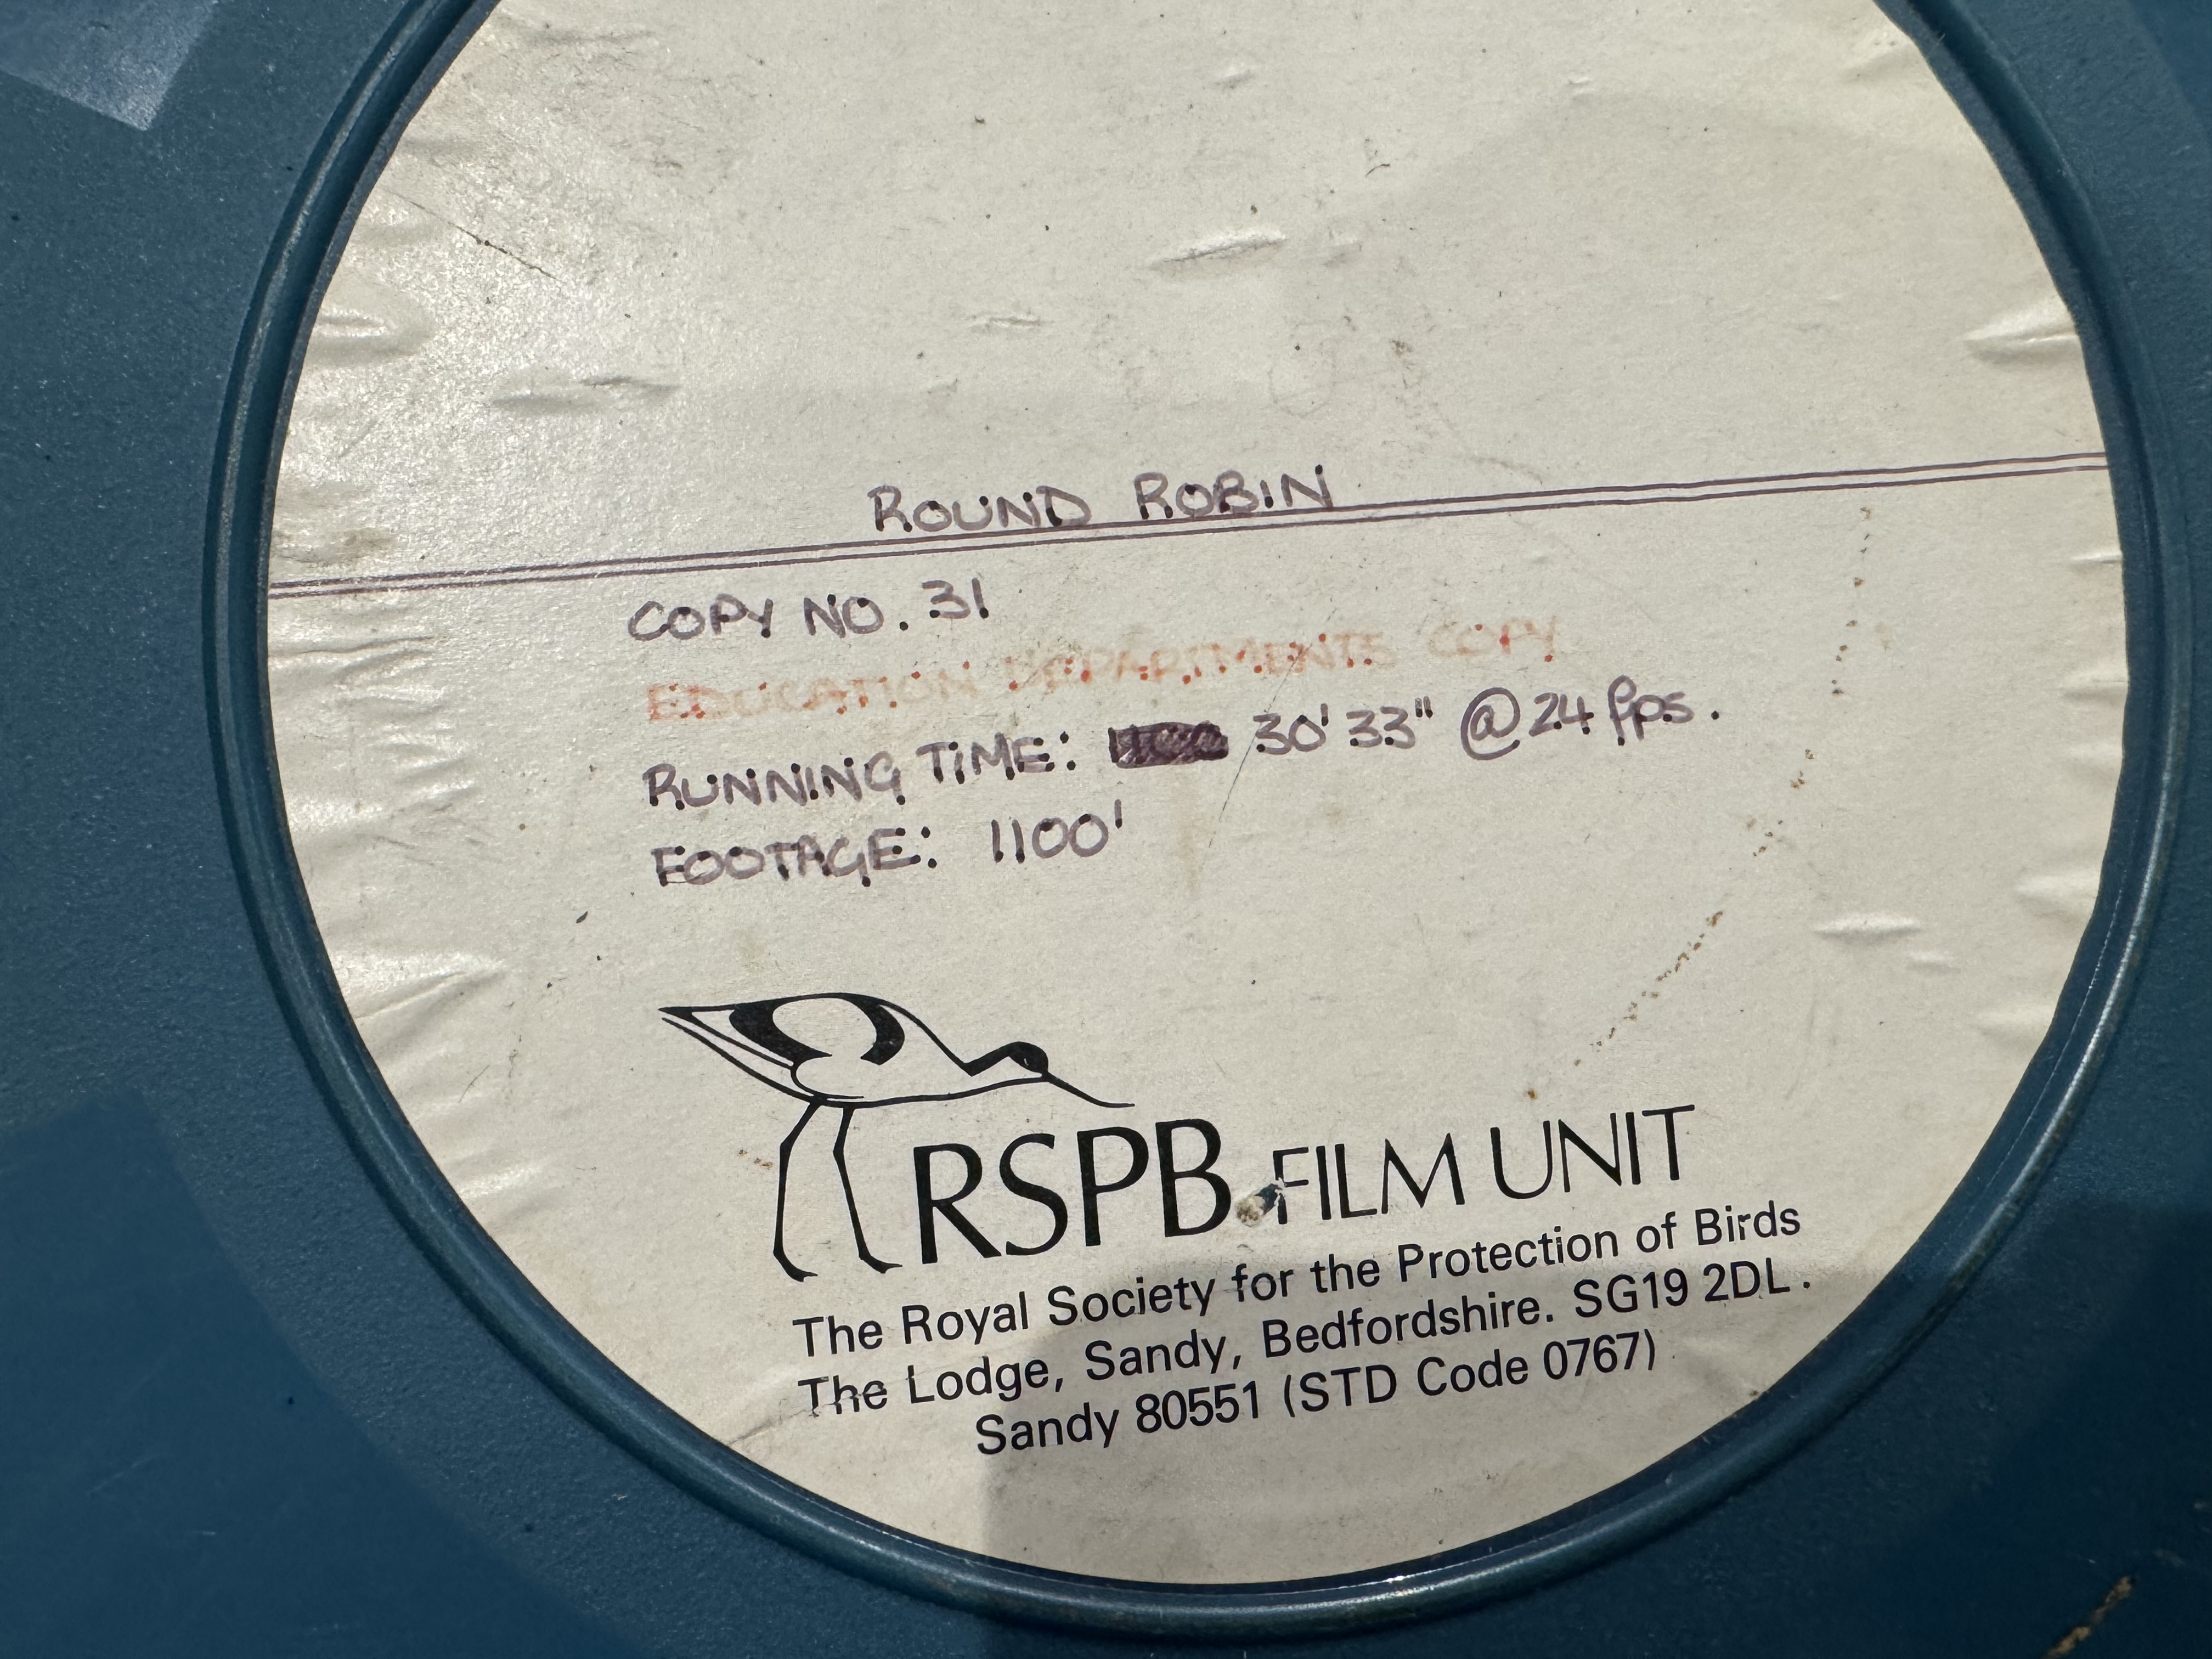 ROUND ROBIN
COPY NO. 31
EDUCATION DEPARTMENTS COPY
RUNNING TIME: 30' 33" @ 24 fps.
FOOTAGE: 1100'
RSPB FILM UNIT
The Royal Society for the Protection of Birds
The Lodge, Sandy, Bedfordshire. SG19 2DL.
Sandy 80551 (STD Code 0767)